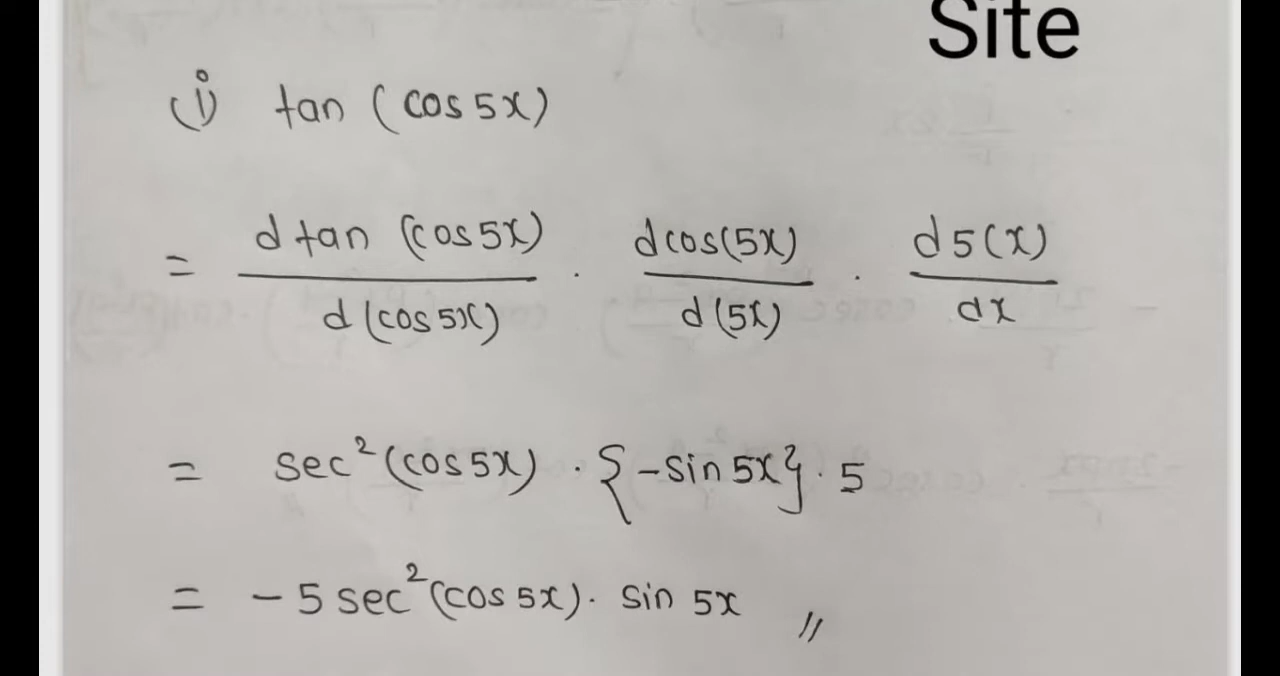 Site
(i) tan (cos 5x)
= d tan (cos 5x) / d (cos 5x) . d cos(5x) / d (5x) . d 5(x) / dx
= sec² (cos 5x) . {-sin 5x} . 5
= - 5 sec² (cos 5x) . sin 5x //